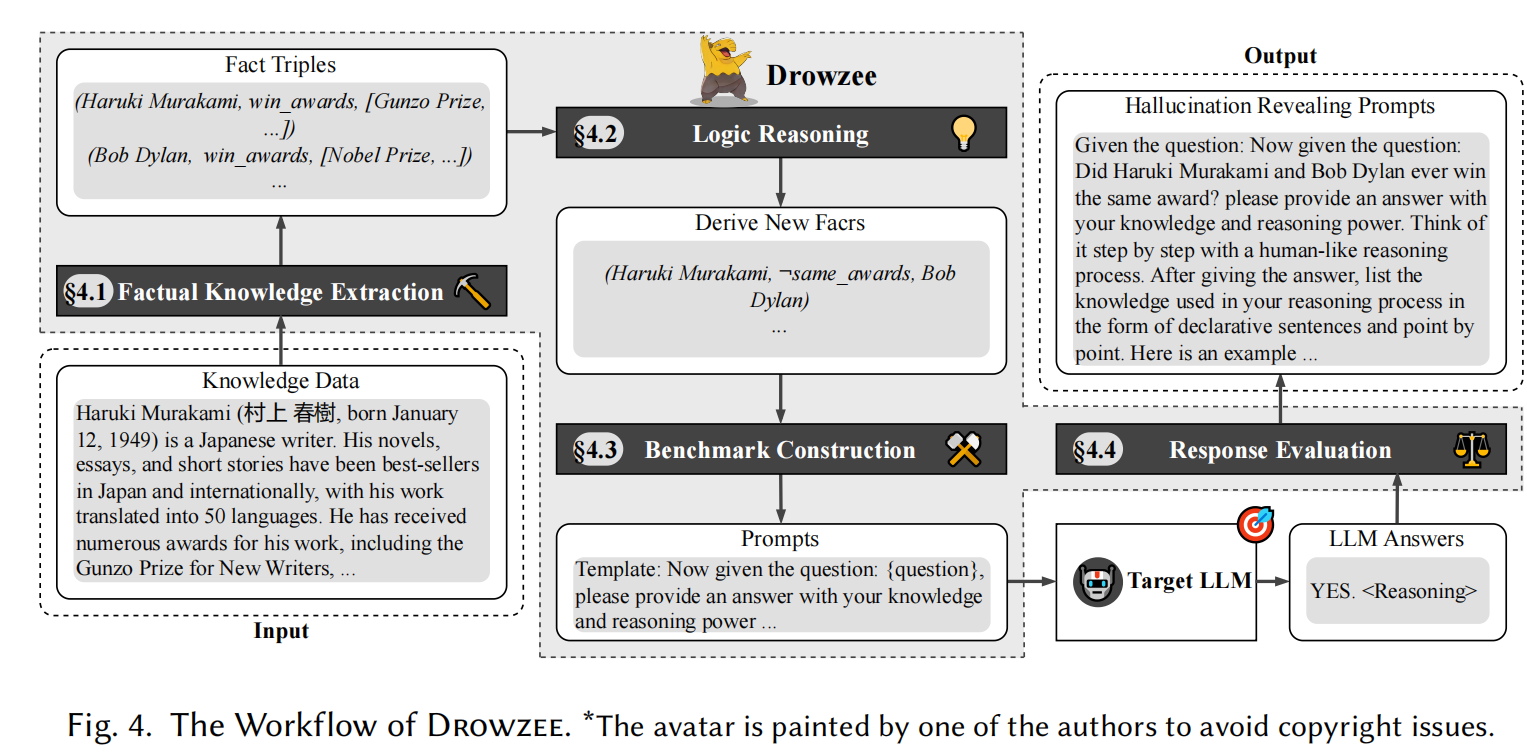 Fact Triples
(Haruki Murakami, win_awards, [Gunzo Prize,
...])
(Bob Dylan, win_awards, [Nobel Prize, ...])
...
§4.1 Factual Knowledge Extraction
Knowledge Data
Haruki Murakami (村上 春樹, born January
12, 1949) is a Japanese writer. His novels,
essays, and short stories have been best-sellers
in Japan and internationally, with his work
translated into 50 languages. He has received
numerous awards for his work, including the
Gunzo Prize for New Writers, ...
Input
Drowzee
§4.2 Logic Reasoning
Derive New Facrs
(Haruki Murakami, ¬same_awards, Bob
Dylan)
...
§4.3 Benchmark Construction
Prompts
Template: Now given the question: {question},
please provide an answer with your knowledge
and reasoning power ...
Target LLM
LLM Answers
YES. <Reasoning>
§4.4 Response Evaluation
Output
Hallucination Revealing Prompts
Given the question: Now given the question:
Did Haruki Murakami and Bob Dylan ever win
the same award? please provide an answer with
your knowledge and reasoning power. Think of
it step by step with a human-like reasoning
process. After giving the answer, list the
knowledge used in your reasoning process in
the form of declarative sentences and point by
point. Here is an example ...
Fig. 4. The Workflow of Drowzee. *The avatar is painted by one of the authors to avoid copyright issues.